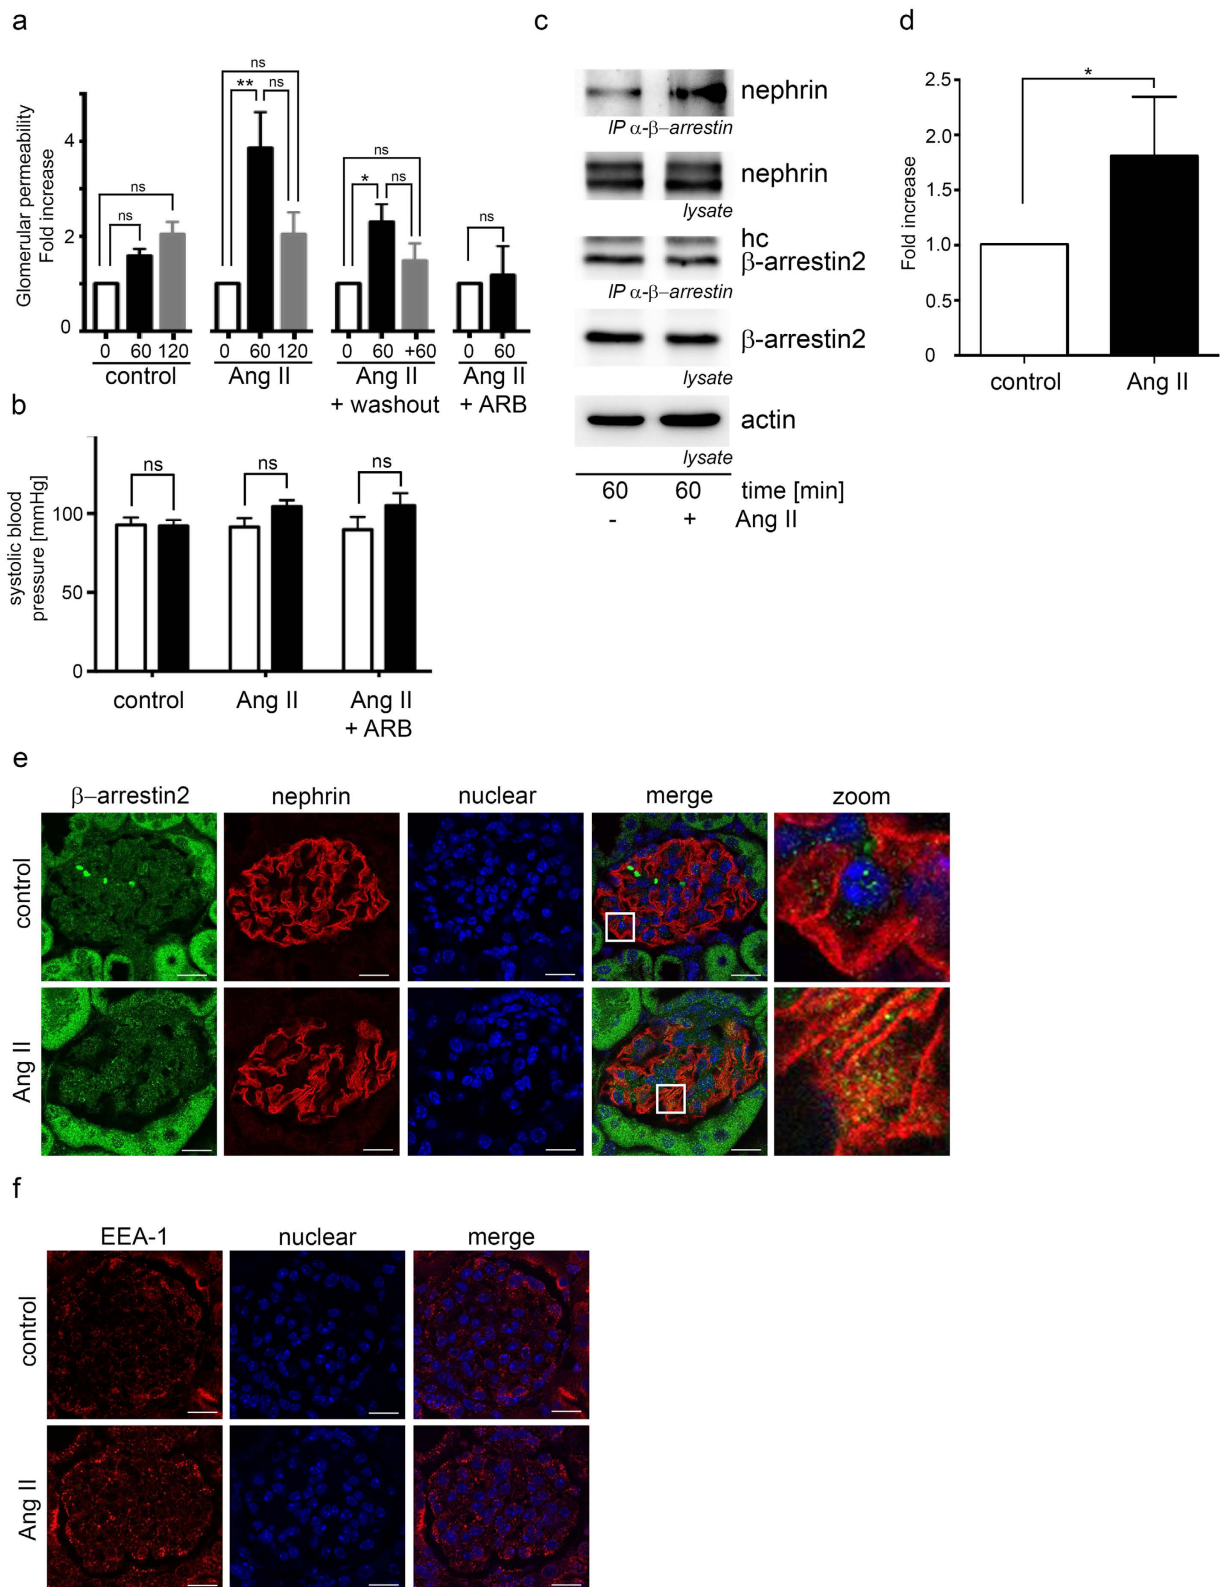 a
Glomerular permeability
Fold increase
4
2
0
ns
ns
ns
**
ns
ns
*
ns
ns
0 60 120
0 60 120
0 60 +60
0 60
control
Ang II
Ang II
+ washout
Ang II
+ ARB
b
systolic blood
pressure [mmHg]
100
50
0
ns
ns
ns
control
Ang II
Ang II
+ ARB
c
nephrin
IP α-β–arrestin
nephrin
lysate
hc
β-arrestin2
IP α-β–arrestin
β-arrestin2
lysate
actin
lysate
60 60 time [min]
- + Ang II
d
Fold increase
2.5
2.0
1.5
1.0
0.5
0
*
control
Ang II
e
β–arrestin2 nephrin nuclear merge zoom
control
Ang II
f
EEA-1 nuclear merge
control
Ang II